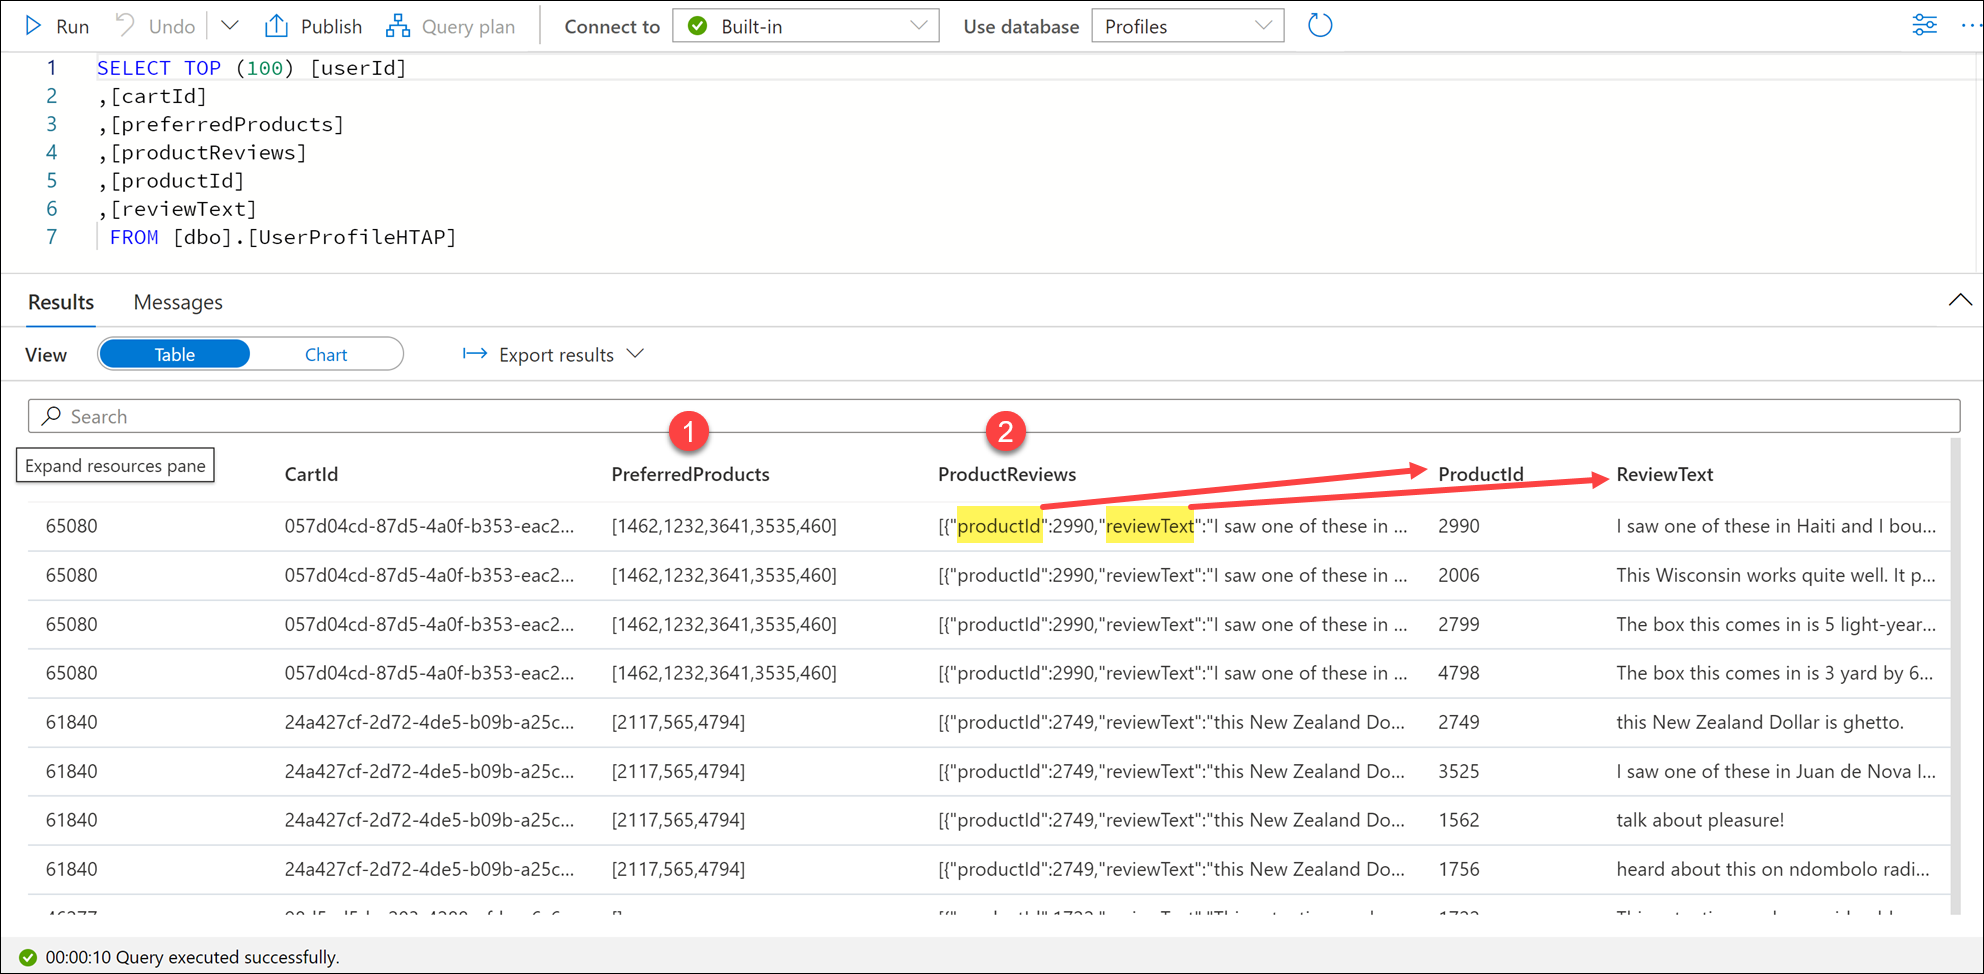 Run Undo Publish Query plan Connect to Built-in Use database Profiles
1 SELECT TOP (100) [userId]
2 ,[cartId]
3 ,[preferredProducts]
4 ,[productReviews]
5 ,[productId]
6 ,[reviewText]
7 FROM [dbo].[UserProfileHTAP]
Results Messages
View Table Chart Export results
Search
1 2
Expand resources pane CartId PreferredProducts ProductReviews ProductId ReviewText
65080 057d04cd-87d5-4a0f-b353-eac2... [1462,1232,3641,3535,460] [{"productId":2990,"reviewText":"I saw one of these in ... 2990 I saw one of these in Haiti and I bou...
65080 057d04cd-87d5-4a0f-b353-eac2... [1462,1232,3641,3535,460] [{"productId":2990,"reviewText":"I saw one of these in ... 2006 This Wisconsin works quite well. It p...
65080 057d04cd-87d5-4a0f-b353-eac2... [1462,1232,3641,3535,460] [{"productId":2990,"reviewText":"I saw one of these in ... 2799 The box this comes in is 5 light-year...
65080 057d04cd-87d5-4a0f-b353-eac2... [1462,1232,3641,3535,460] [{"productId":2990,"reviewText":"I saw one of these in ... 4798 The box this comes in is 3 yard by 6...
61840 24a427cf-2d72-4de5-b09b-a25c... [2117,565,4794] [{"productId":2749,"reviewText":"this New Zealand Do... 2749 this New Zealand Dollar is ghetto.
61840 24a427cf-2d72-4de5-b09b-a25c... [2117,565,4794] [{"productId":2749,"reviewText":"this New Zealand Do... 3525 I saw one of these in Juan de Nova I...
61840 24a427cf-2d72-4de5-b09b-a25c... [2117,565,4794] [{"productId":2749,"reviewText":"this New Zealand Do... 1562 talk about pleasure!
61840 24a427cf-2d72-4de5-b09b-a25c... [2117,565,4794] [{"productId":2749,"reviewText":"this New Zealand Do... 1756 heard about this on ndombolo radi...
00:00:10 Query executed successfully.